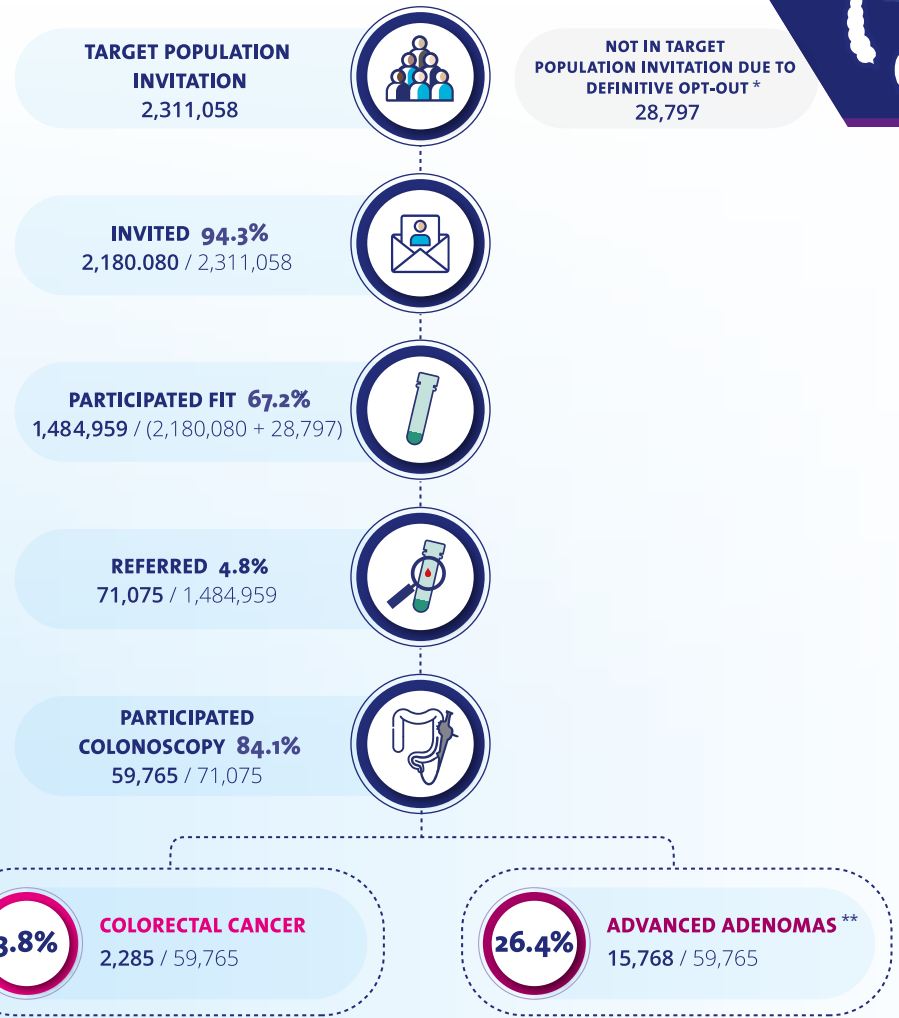 TARGET POPULATION
INVITATION
2,311,058
NOT IN TARGET
POPULATION INVITATION DUE TO
DEFINITIVE OPT-OUT *
28,797
INVITED 94.3%
2,180.080 / 2,311,058
PARTICIPATED FIT 67.2%
1,484,959 / (2,180,080 + 28,797)
REFERRED 4.8%
71,075 / 1,484,959
PARTICIPATED
COLONOSCOPY 84.1%
59,765 / 71,075
3.8%
COLORECTAL CANCER
2,285 / 59,765
26.4%
ADVANCED ADENOMAS **
15,768 / 59,765